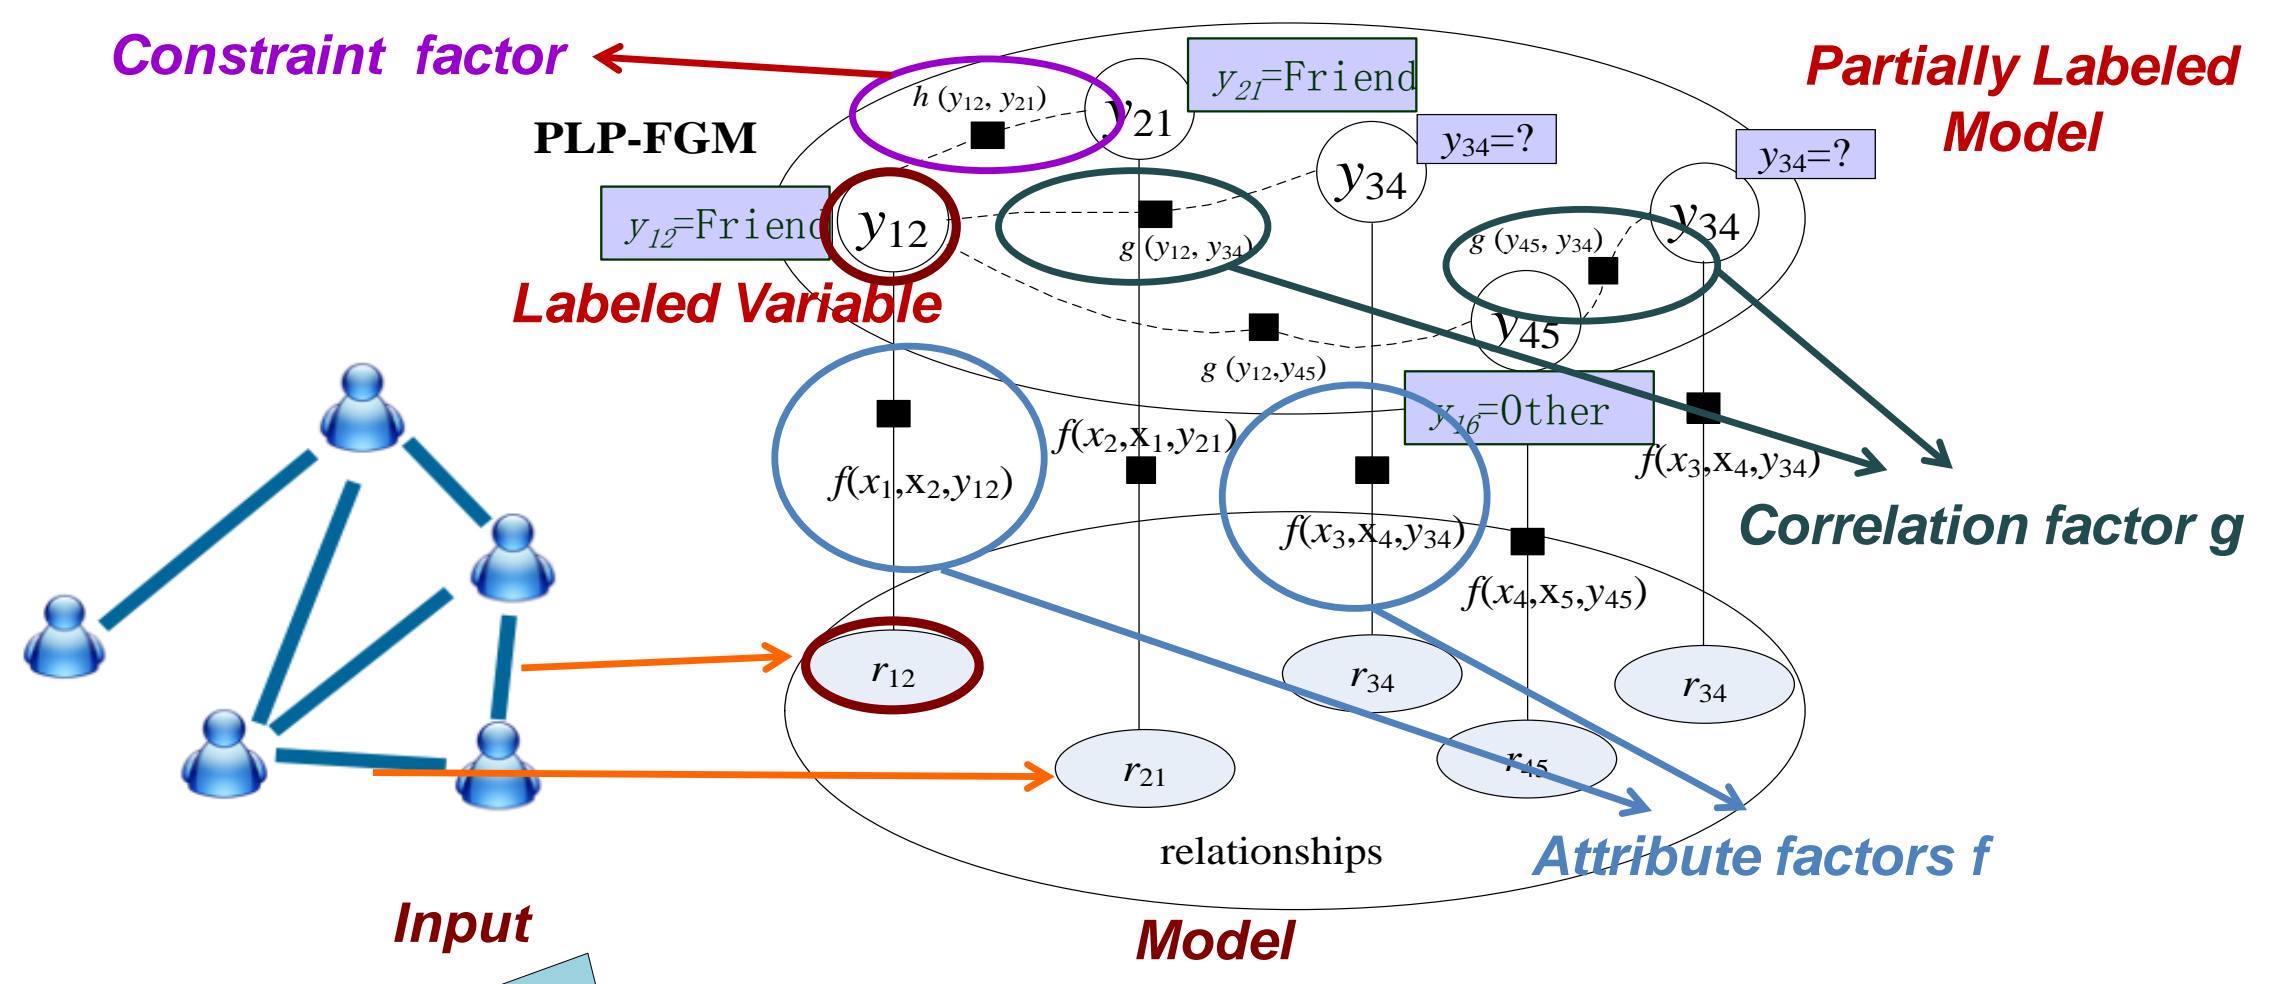 Constraint factor
Partially Labeled
Model
PLP-FGM
h (y12, y21)
y21
y21=Friend
y34
y34=?
y34
y34=?
y12=Friend
y12
g (y12, y34)
g (y45, y34)
Labeled Variable
y45
g (y12,y45)
y16=Other
f(x1,x2,y12)
f(x2,x1,y21)
f(x3,x4,y34)
f(x3,x4,y34)
f(x4,x5,y45)
Correlation factor g
r12
r34
r34
r21
r45
relationships
Attribute factors f
Input
Model